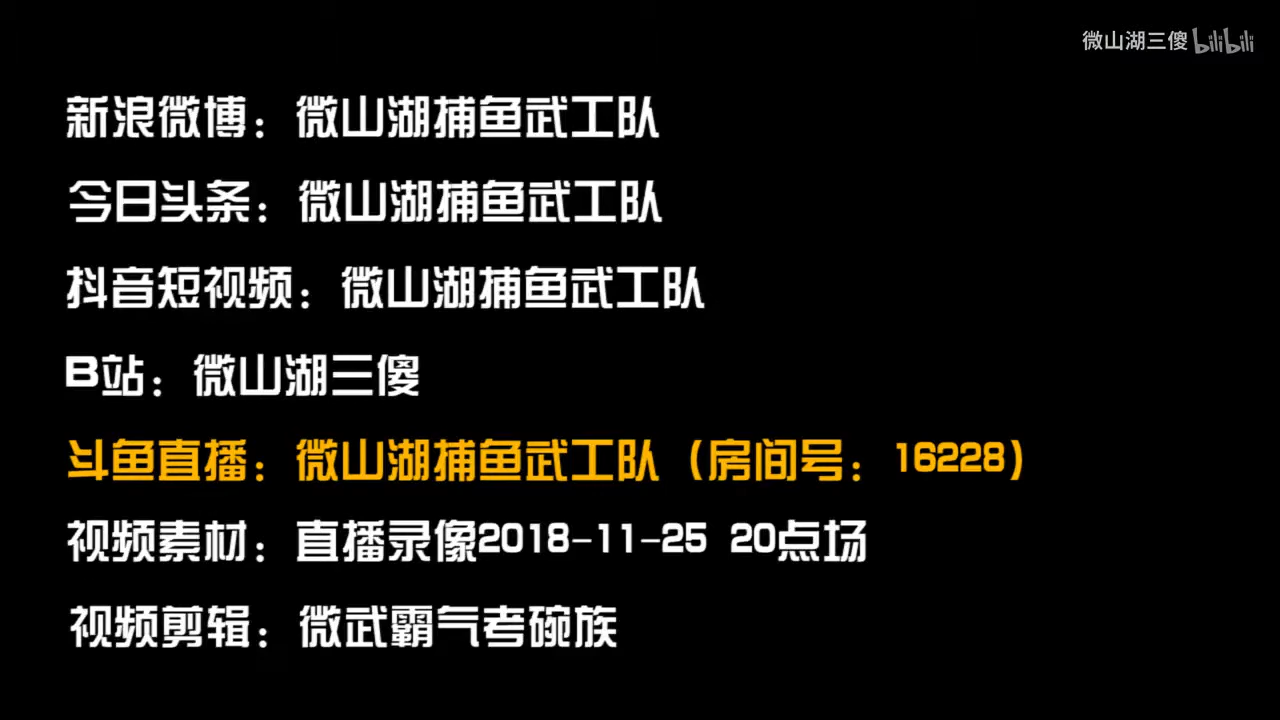 微山湖三傻 bilibili
新浪微博：微山湖捕鱼武工队
今日头条：微山湖捕鱼武工队
抖音短视频：微山湖捕鱼武工队
B站：微山湖三傻
斗鱼直播：微山湖捕鱼武工队（房间号：16228）
视频素材：直播录像2018-11-25 20点场
视频剪辑：微武霸气考碗族